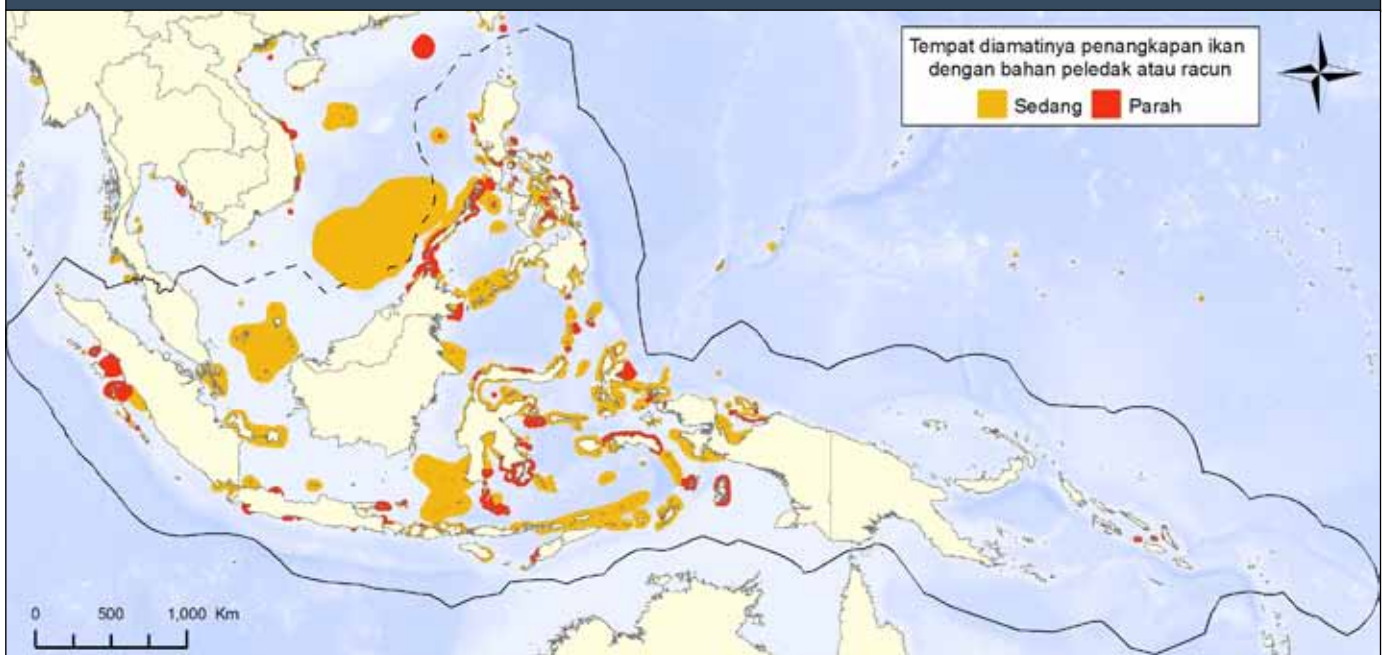 Tempat diamatinya penangkapan ikan
dengan bahan peledak atau racun
Sedang Parah
0 500 1,000 Km